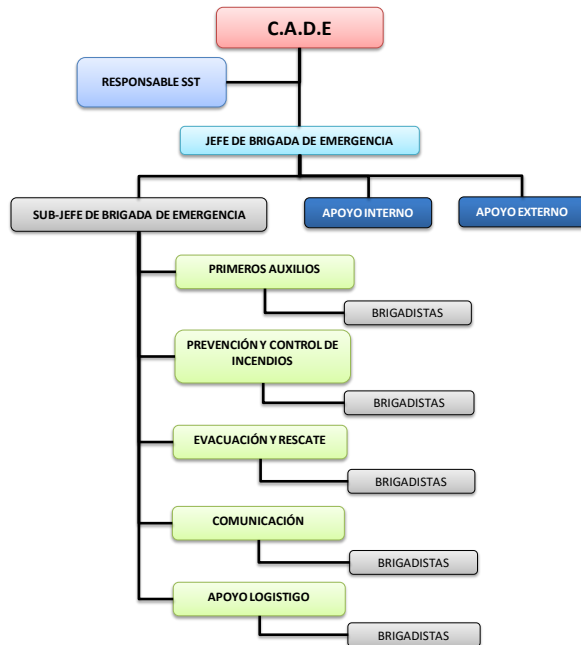 C.A.D.E
RESPONSABLE SST
JEFE DE BRIGADA DE EMERGENCIA
SUB-JEFE DE BRIGADA DE EMERGENCIA
APOYO INTERNO
APOYO EXTERNO
PRIMEROS AUXILIOS
BRIGADISTAS
PREVENCIÓN Y CONTROL DE
INCENDIOS
BRIGADISTAS
EVACUACIÓN Y RESCATE
BRIGADISTAS
COMUNICACIÓN
BRIGADISTAS
APOYO LOGISTIGO
BRIGADISTAS